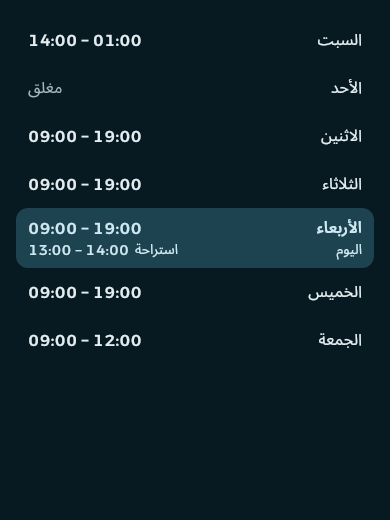 السبت 14:00 – 01:00
الأحد مغلق
الاثنين 09:00 – 19:00
الثلاثاء 09:00 – 19:00
الأربعاء 09:00 – 19:00
اليوم استراحة 13:00 – 14:00
الخميس 09:00 – 19:00
الجمعة 09:00 – 12:00